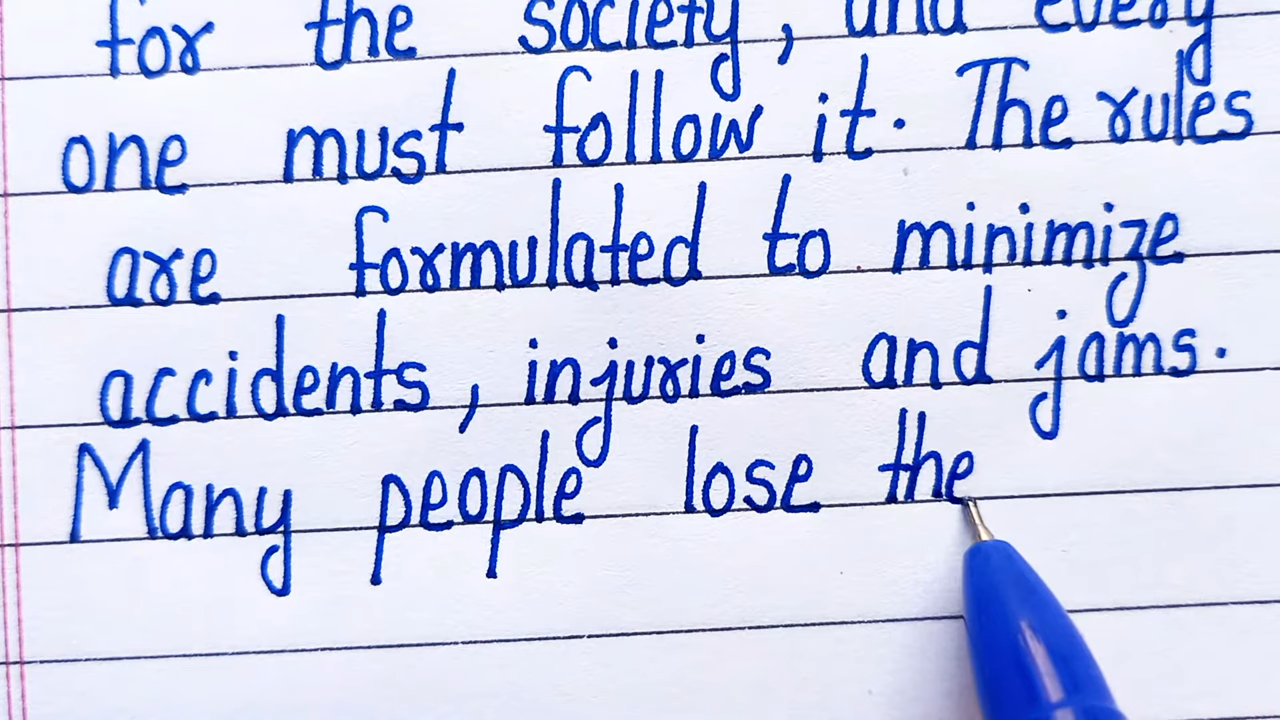 for the society, and every
one must follow it. The rules
are formulated to minimize
accidents, injuries and jams.
Many people lose the